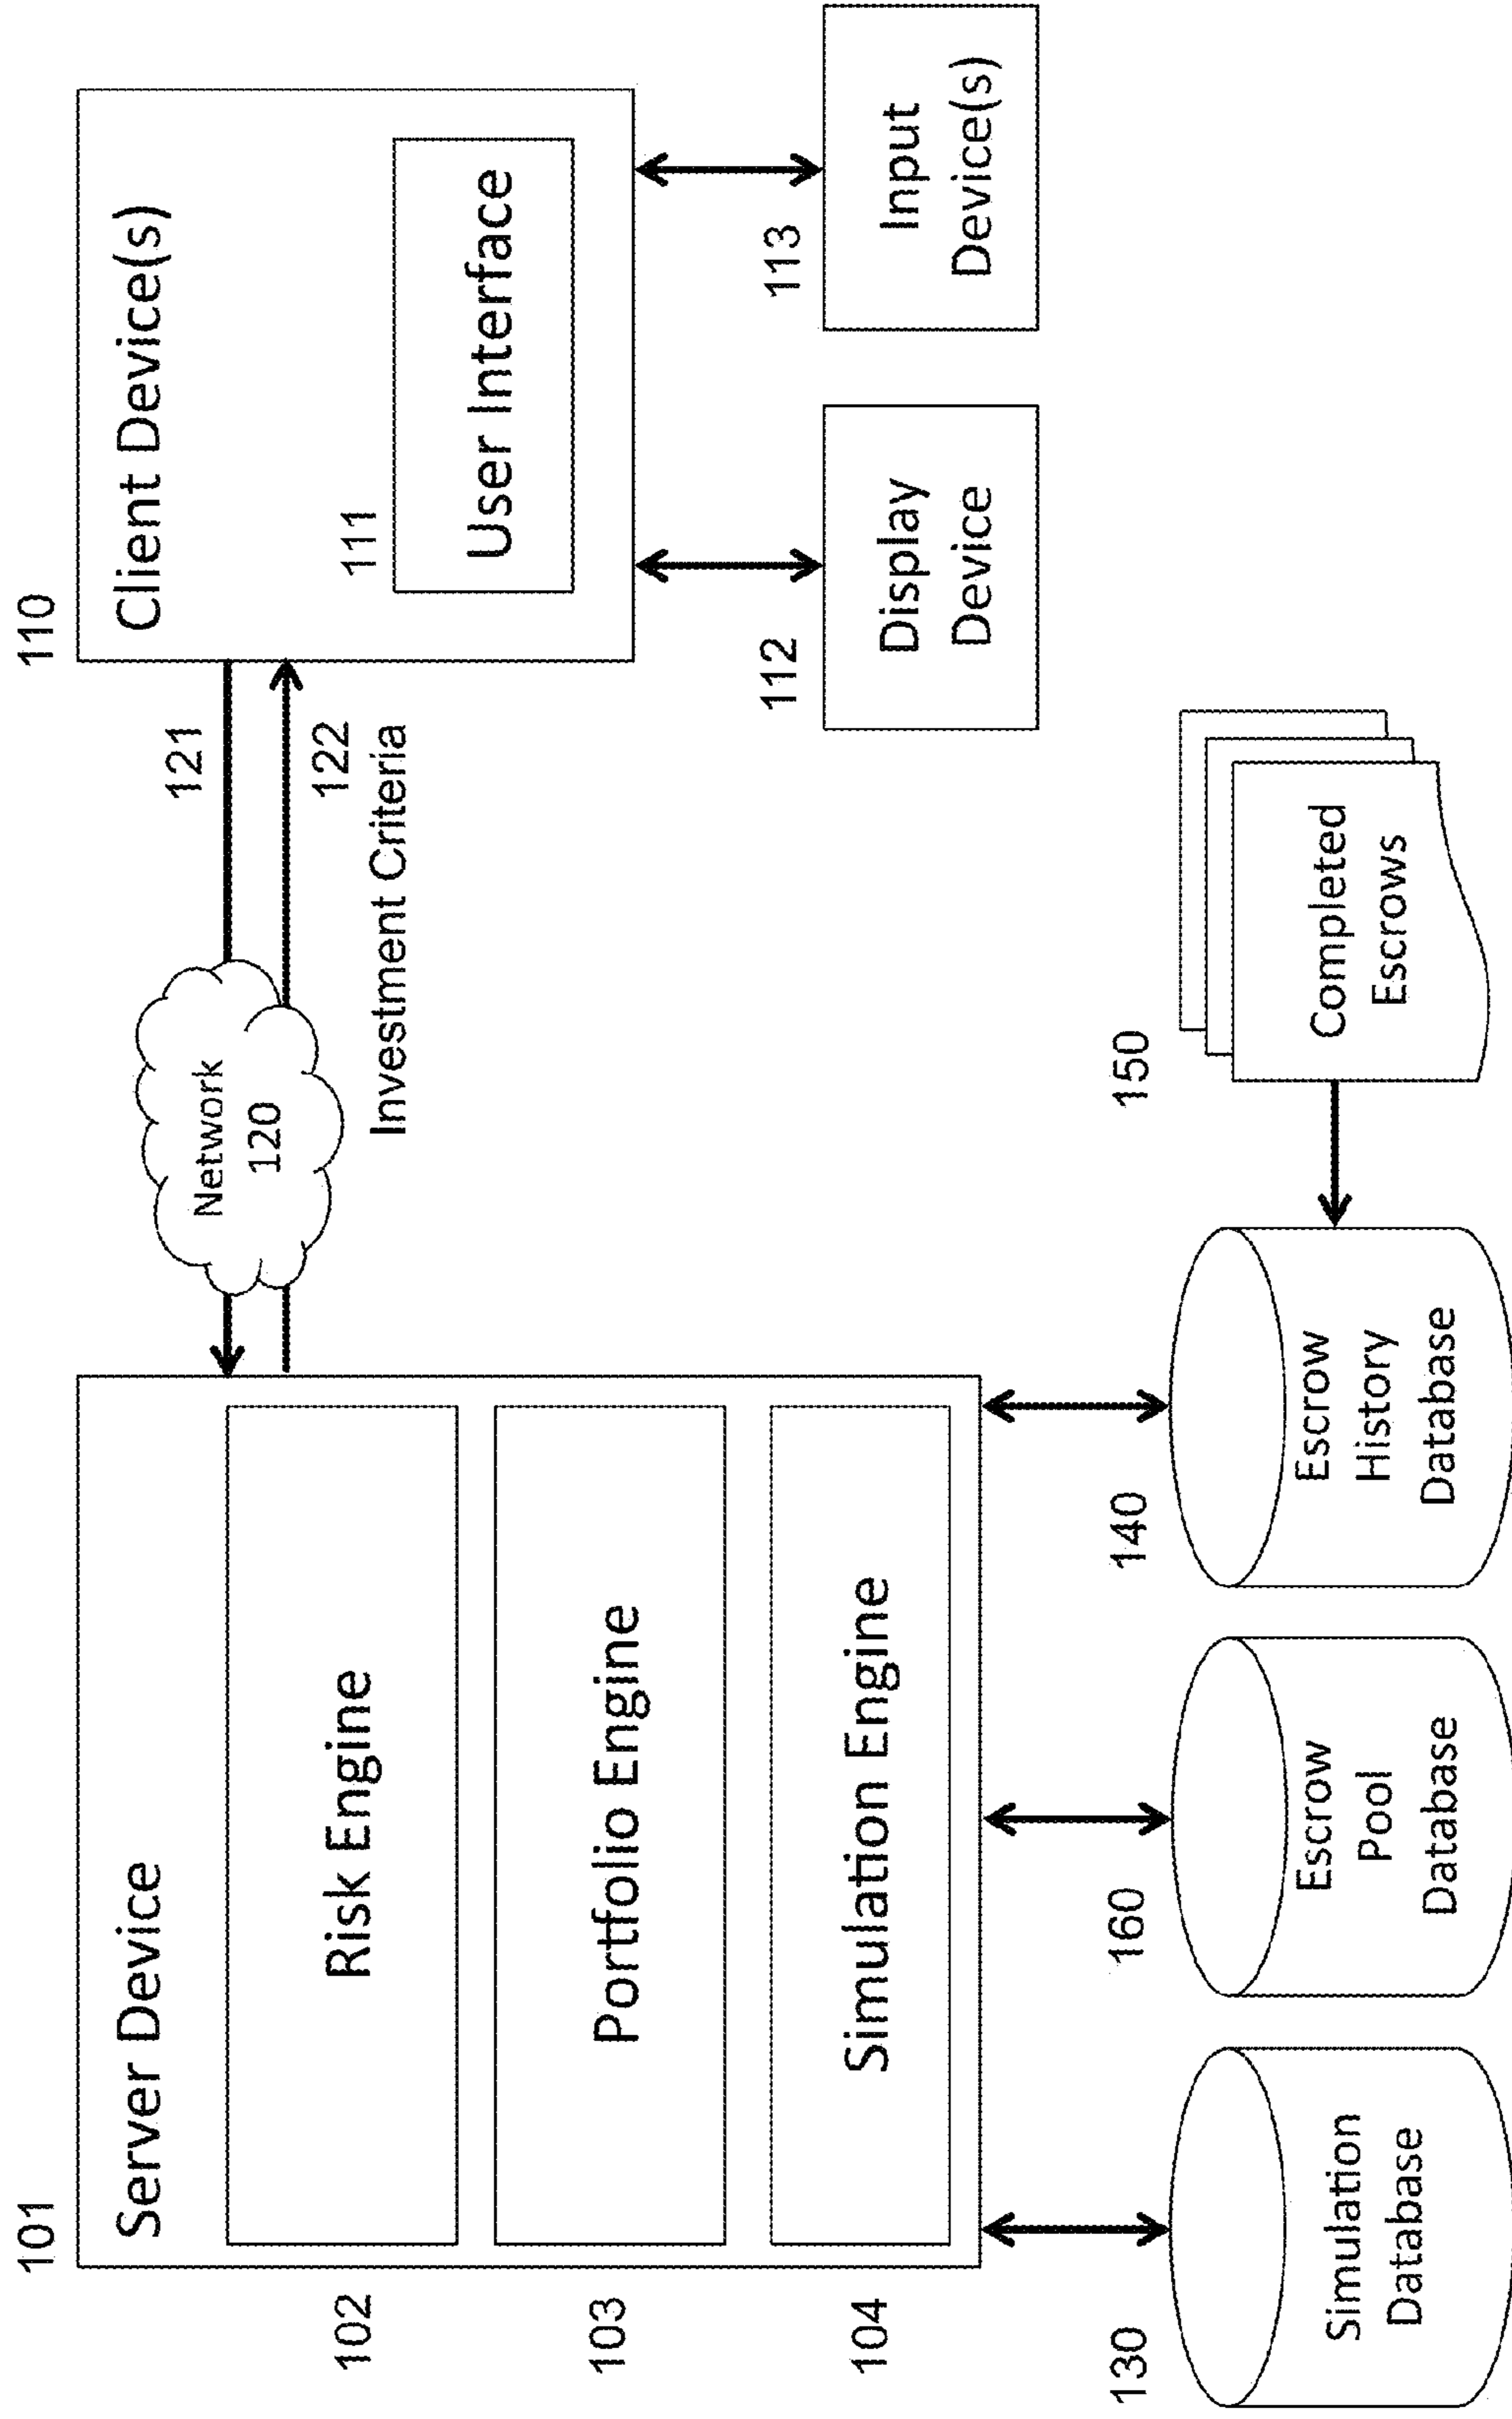 101
Server Device
102
Risk Engine
103
Portfolio Engine
104
Simulation Engine
Network
120
121
122
Investment Criteria
110
Client Device(s)
111
User Interface
112
Display
Device
113
Input
Device(s)
130
Simulation
Database
160
Escrow
Pool
Database
140
Escrow
History
Database
150
Completed
Escrows